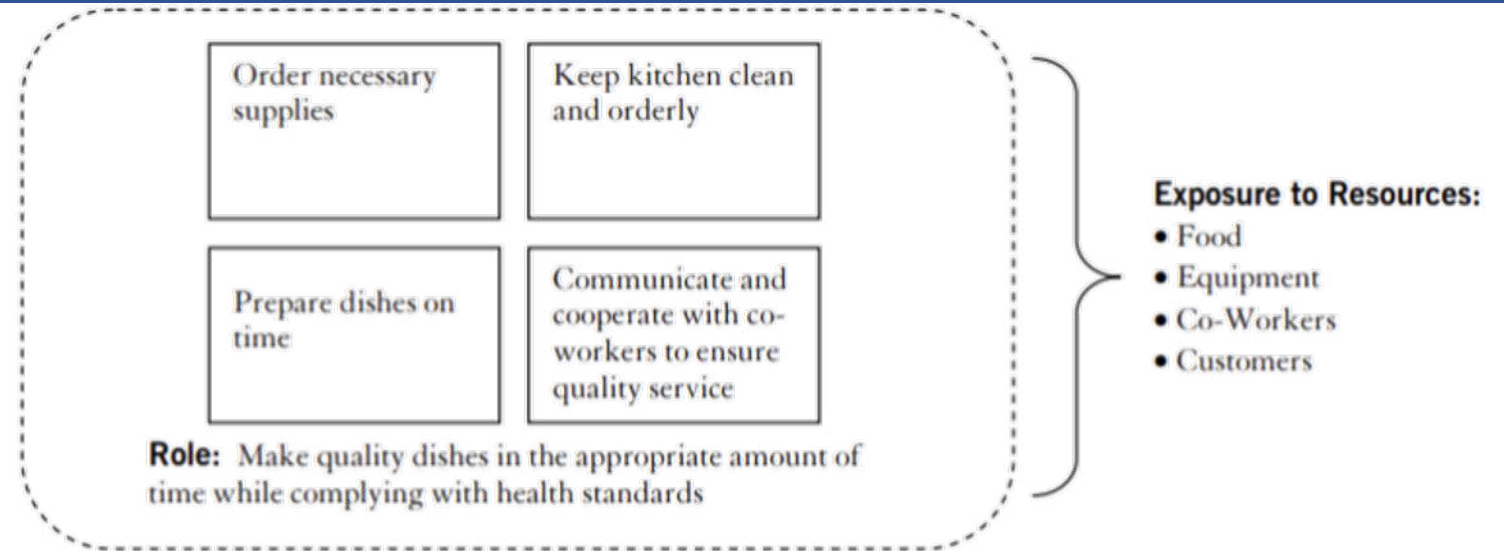 Order necessary
supplies
Keep kitchen clean
and orderly
Prepare dishes on
time
Communicate and
cooperate with co-
workers to ensure
quality service
Role: Make quality dishes in the appropriate amount of
time while complying with health standards
Exposure to Resources:
• Food
• Equipment
• Co-Workers
• Customers